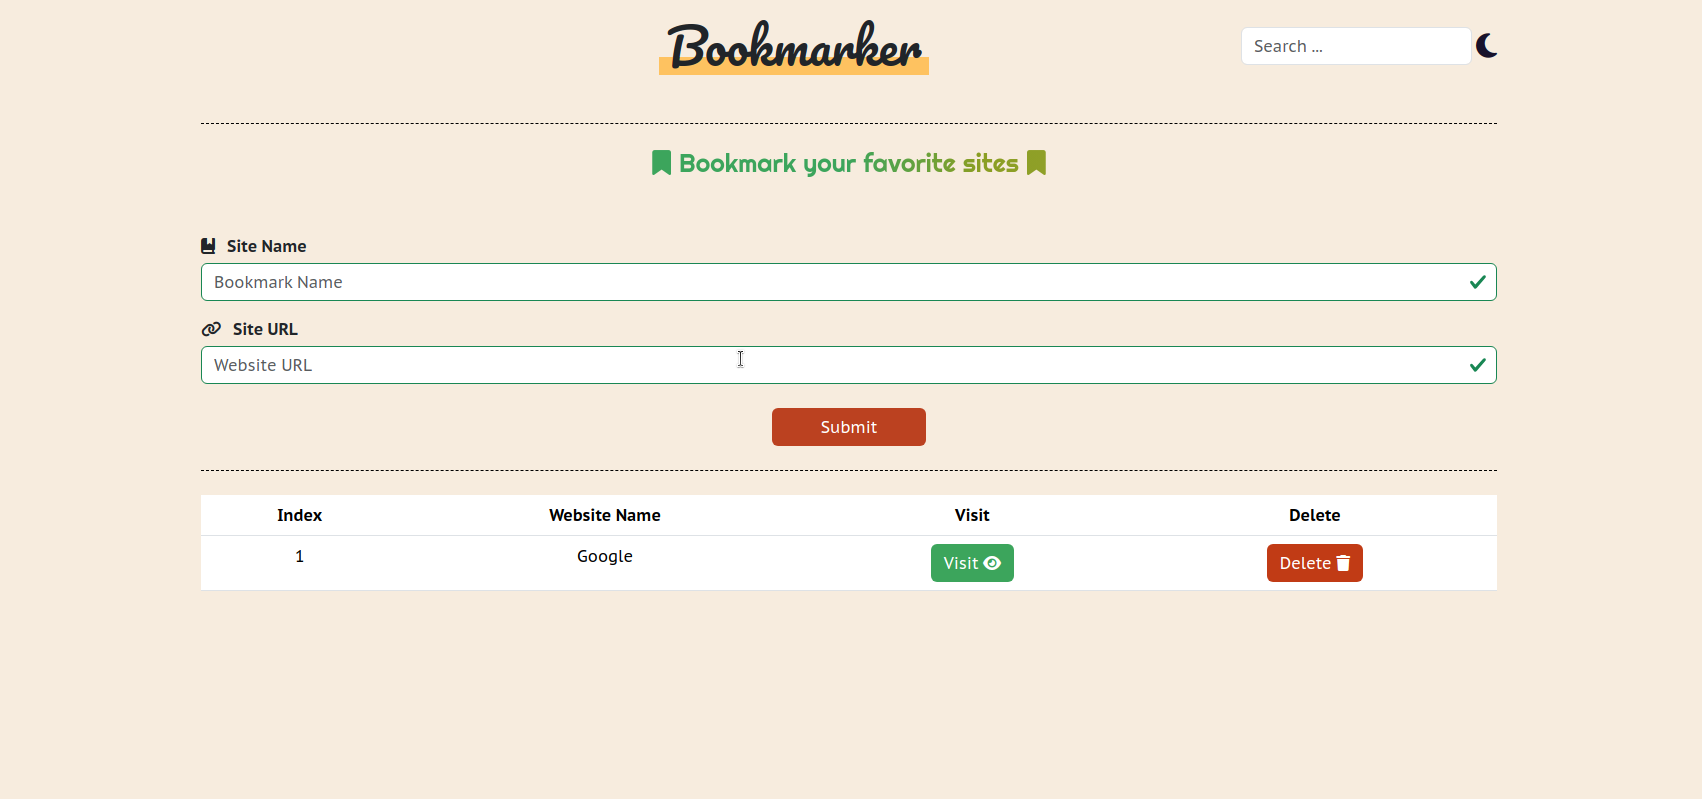 Bookmarker
Search ...
Bookmark your favorite sites
Site Name
Bookmark Name
Site URL
Website URL
Submit
Index Website Name Visit Delete
1 Google Visit Delete